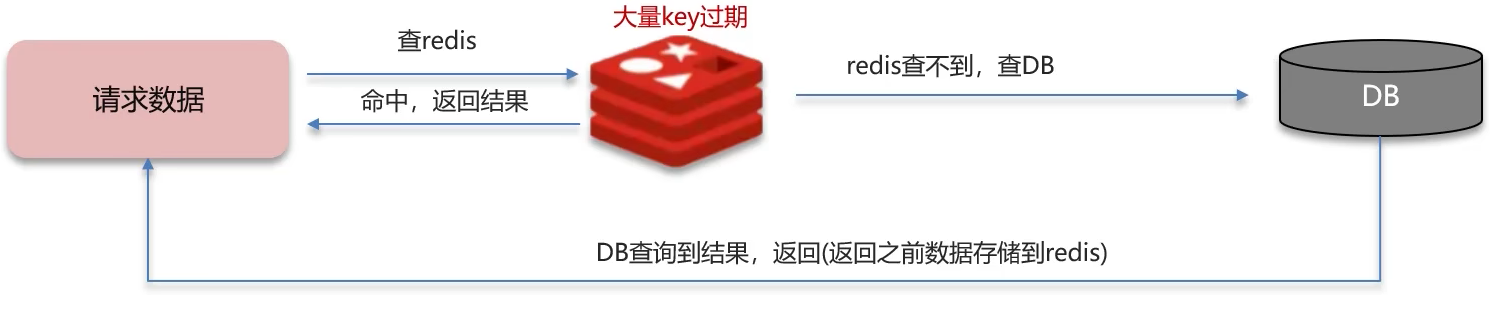 大量key过期
查redis
请求数据
命中，返回结果
redis查不到，查DB
DB
DB查询到结果，返回(返回之前数据存储到redis)